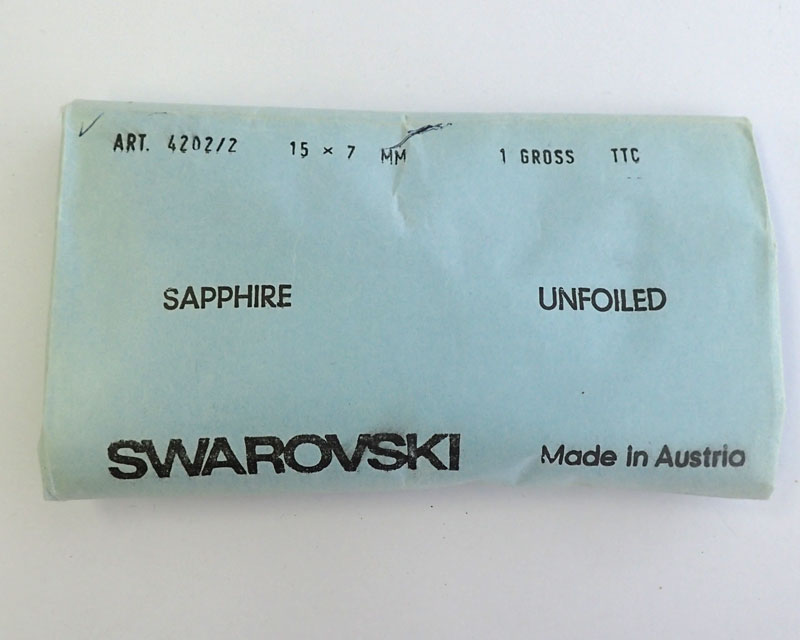 ART. 4202/2 15 × 7 MM 1 GROSS TTC
SAPPHIRE UNFOILED
SWAROVSKI Made in Austria